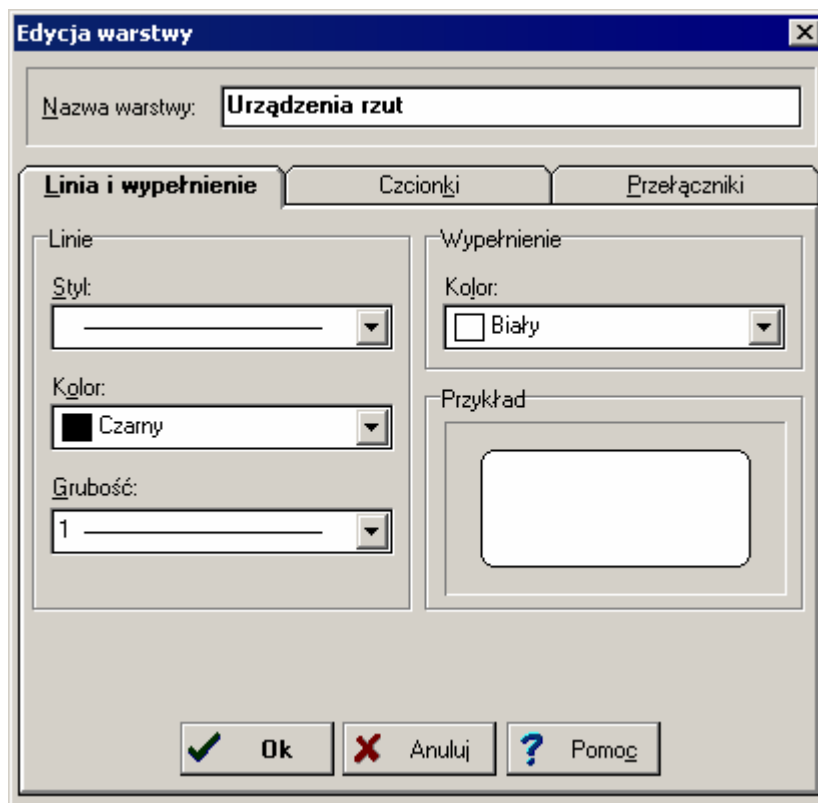 Edycja warstwy
Nazwa warstwy: Urządzenia rzut
Linia i wypełnienie Czcionki Przełączniki
Linie
Styl:
Kolor:
Czarny
Grubość:
1
Wypełnienie
Kolor:
Biały
Przykład
Ok Anuluj Pomoc